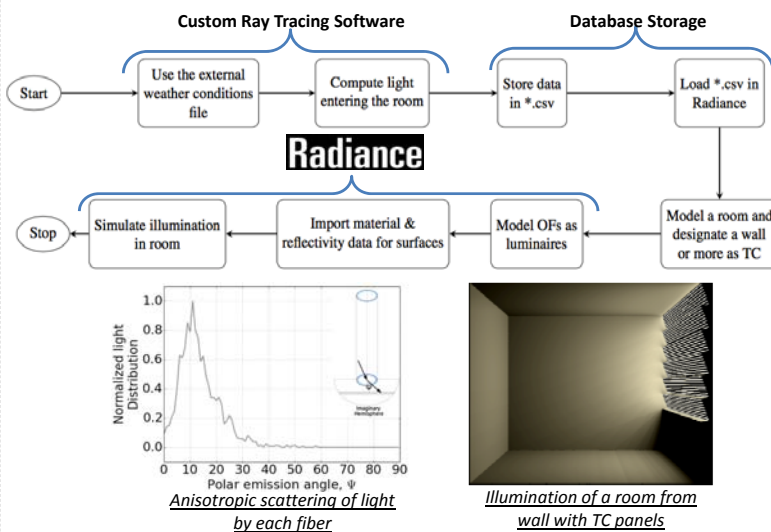 Custom Ray Tracing Software
Database Storage
Start
Use the external
weather conditions
file
Compute light
entering the room
Store data
in *.csv
Load *.csv in
Radiance
Radiance
Stop
Simulate illumination
in room
Import material &
reflectivity data for surfaces
Model OFs as
luminaires
Model a room and
designate a wall
or more as TC
Normalized light
Distribution
1.0
0.8
0.6
0.4
0.2
0.0
0 10 20 30 40 50 60 70 80 90
Polar emission angle, Ψ
Imaginary
Hemisphere
Anisotropic scattering of light
by each fiber
Illumination of a room from
wall with TC panels